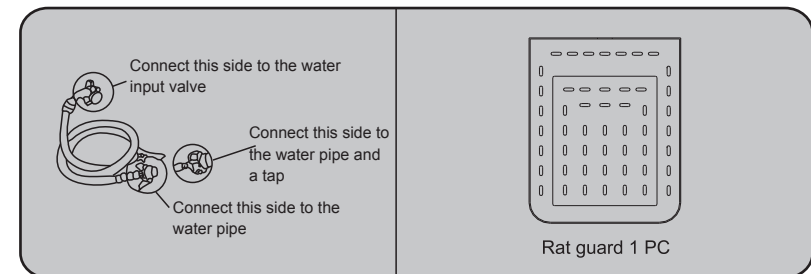 Connect this side to the water
input valve
Connect this side to
the water pipe and
a tap
Connect this side to the
water pipe
Rat guard 1 PC